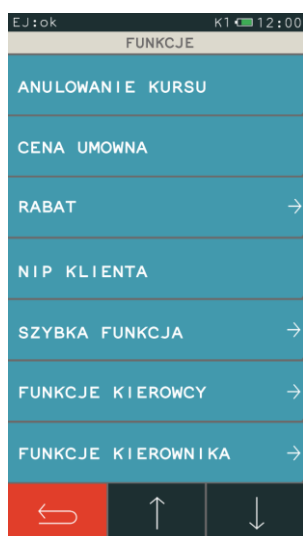 EJ:ok K1 12:00
FUNKCJE
ANULOWANIE KURSU
CENA UMOWNA
RABAT
NIP KLIENTA
SZYBKA FUNKCJA
FUNKCJE KIEROWCY
FUNKCJE KIEROWNIKA